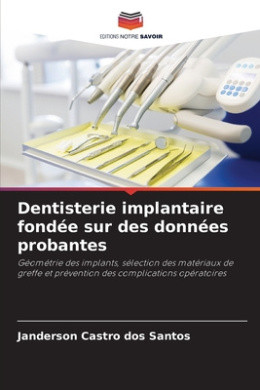 EDITIONS NOTRE SAVOIR
Dentisterie implantaire
fondée sur des données
probantes
Géométrie des implants, sélection des matériaux de
greffe et prévention des complications opératoires
Janderson Castro dos Santos